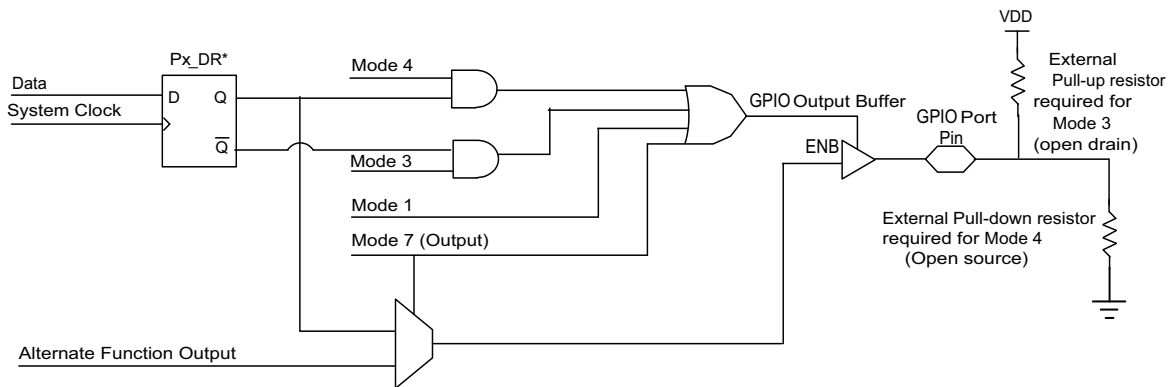 VDD
Px_DR*
Data
D
Q
System Clock
Q
Mode 4
Mode 3
Mode 1
Mode 7 (Output)
Alternate Function Output
GPIO Output Buffer
ENB
GPIO Port
Pin
External
Pull-up resistor
required for
Mode 3
(open drain)
External Pull-down resistor
required for Mode 4
(Open source)